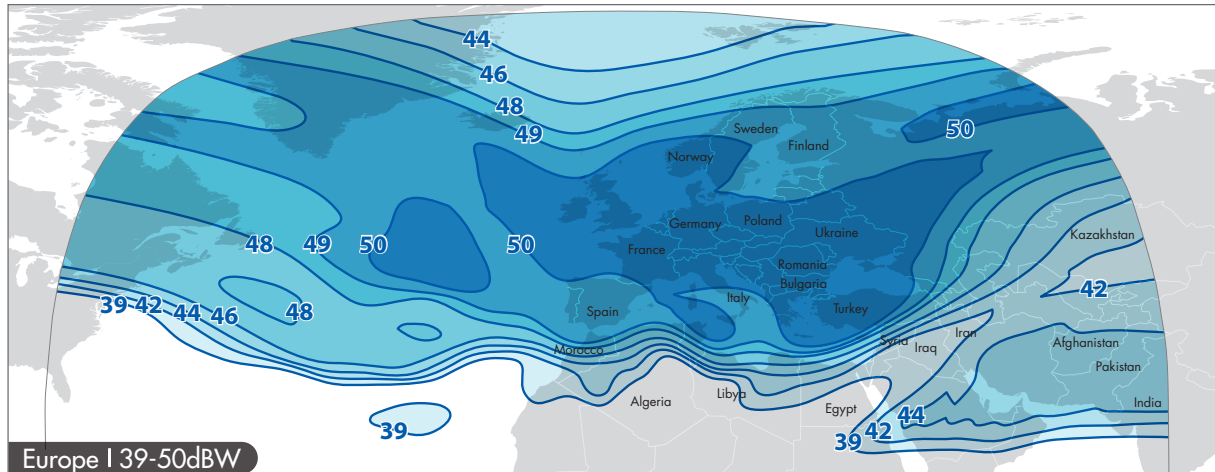 44
46
48
49
50
Sweden
Finland
Norway
Germany
Poland
Ukraine
France
Romania
Bulgaria
Kazakhstan
48
49
50
50
42
39
42
44
46
48
Spain
Italy
Turkey
Morocco
Syria
Iraq
Iran
Afghanistan
Pakistan
Algeria
Libya
Egypt
India
39
39
42
44
Europe | 39-50dBW